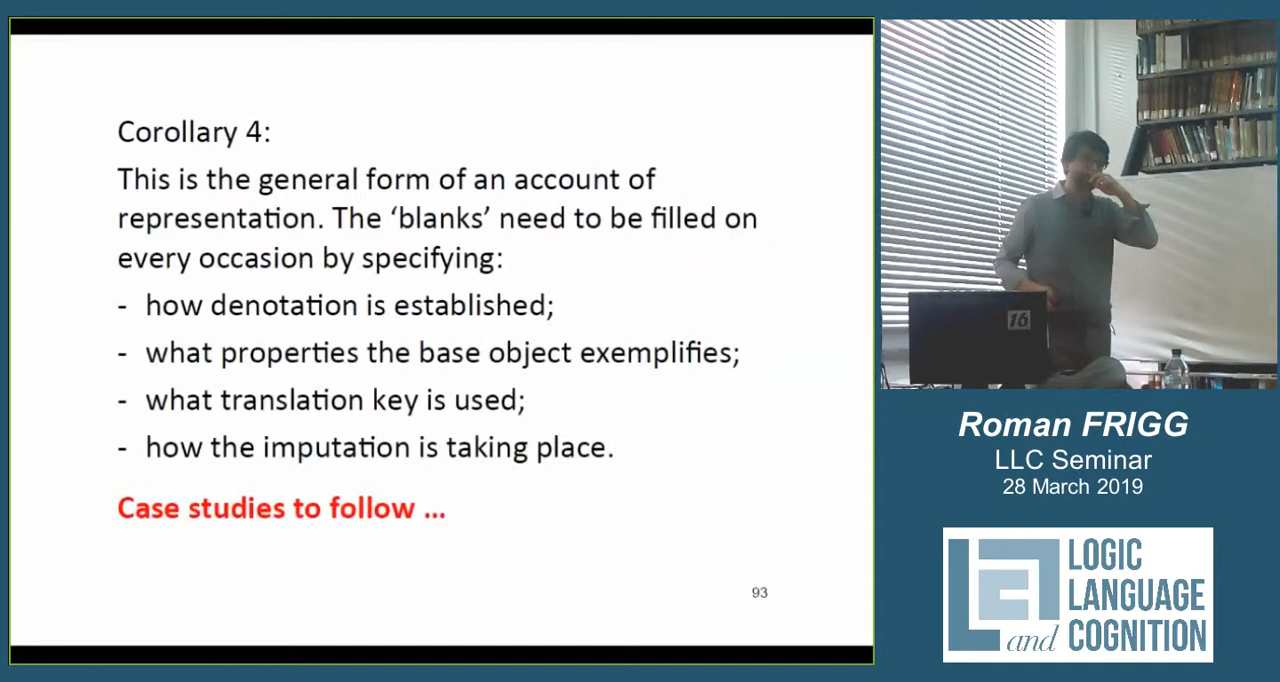 Corollary 4:
This is the general form of an account of
representation. The ‘blanks’ need to be filled on
every occasion by specifying:
- how denotation is established;
- what properties the base object exemplifies;
- what translation key is used;
- how the imputation is taking place.
Case studies to follow ...
93
16
Roman FRIGG
LLC Seminar
28 March 2019
LOGIC
LANGUAGE
and COGNITION